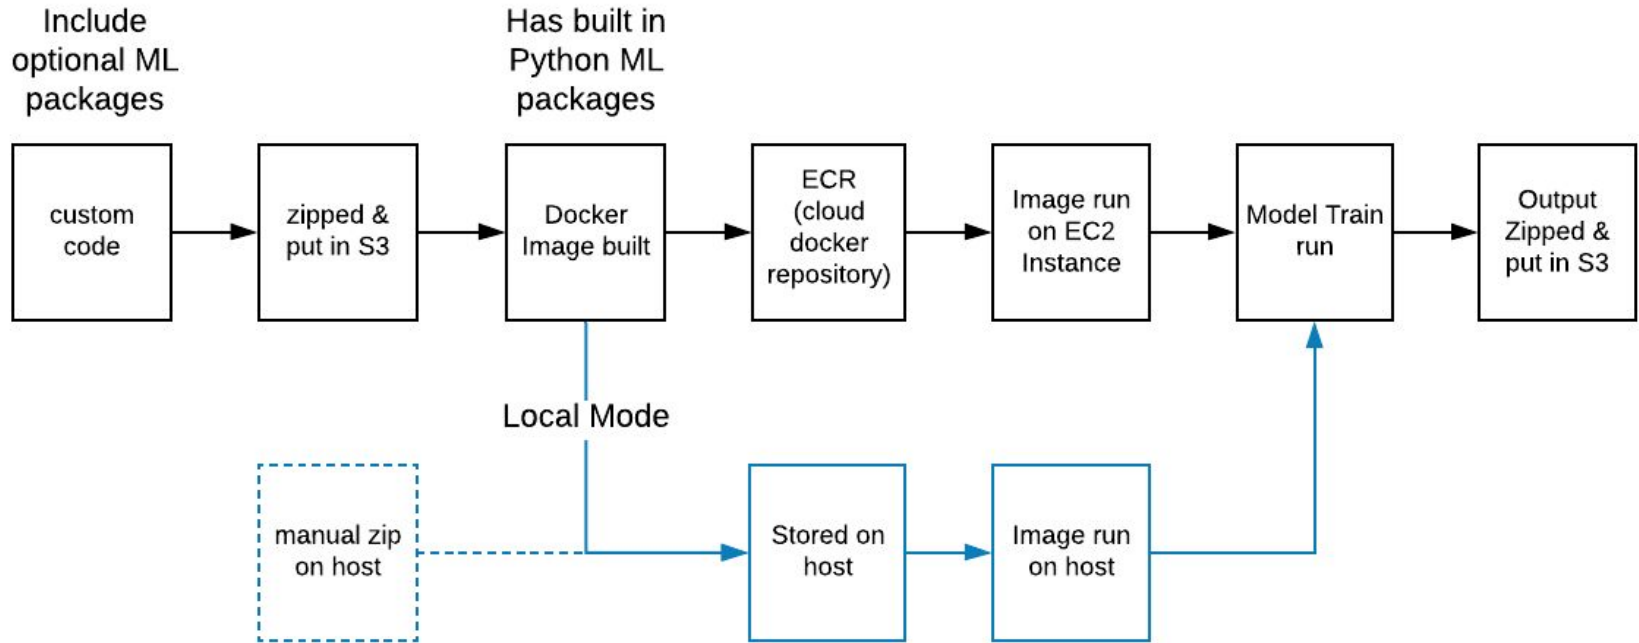 Include
optional ML
packages
Has built in
Python ML
packages
custom
code
zipped &
put in S3
Docker
Image built
ECR
(cloud
docker
repository)
Image run
on EC2
Instance
Model Train
run
Output
Zipped &
put in S3
Local Mode
manual zip
on host
Stored on
host
Image run
on host